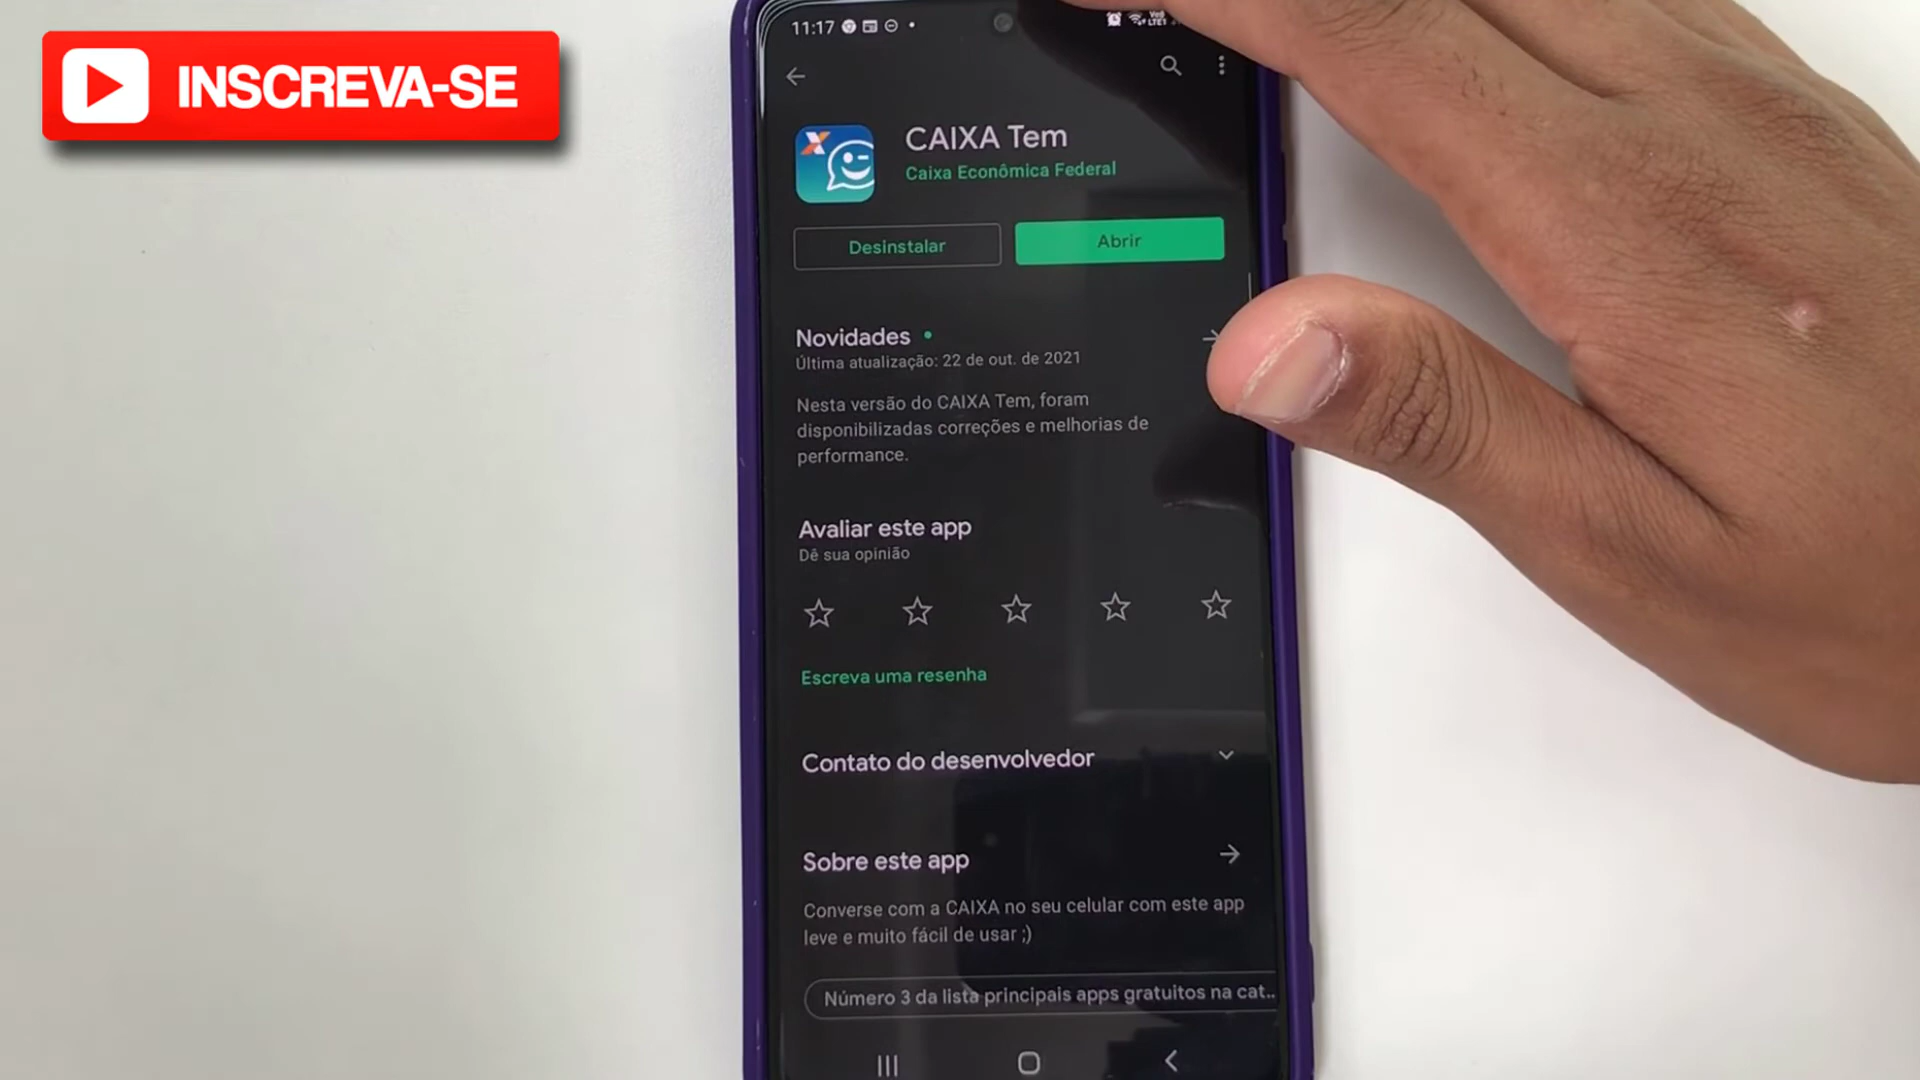 INSCREVA-SE
11:17
CAIXA Tem
Caixa Econômica Federal
Desinstalar
Abrir
Novidades
Última atualização: 22 de out. de 2021
Nesta versão do CAIXA Tem, foram
disponibilizadas correções e melhorias de
performance.
Avaliar este app
Dê sua opinião
Escreva uma resenha
Contato do desenvolvedor
Sobre este app
Converse com a CAIXA no seu celular com este app
leve e muito fácil de usar ;)
Número 3 da lista principais apps gratuitos na cat..